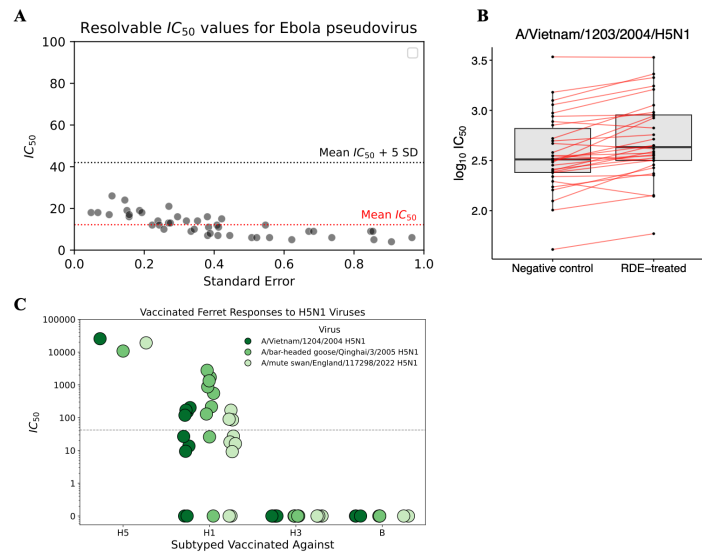 A
Resolvable IC50 values for Ebola pseudovirus
100
80
60
40
20
0
IC50
Mean IC50 + 5 SD
Mean IC50
0.0 0.2 0.4 0.6 0.8 1.0
Standard Error
B
A/Vietnam/1203/2004/H5N1
3.5
3.0
2.5
2.0
log10 IC50
Negative control RDE-treated
C
Vaccinated Ferret Responses to H5N1 Viruses
Virus
A/Vietnam/1204/2004 H5N1
A/bar-headed goose/Qinghai/3/2005 H5N1
A/mute swan/England/117298/2022 H5N1
100000
10000
1000
100
10
1
0
IC50
H5 H1 H3 B
Subtyped Vaccinated Against